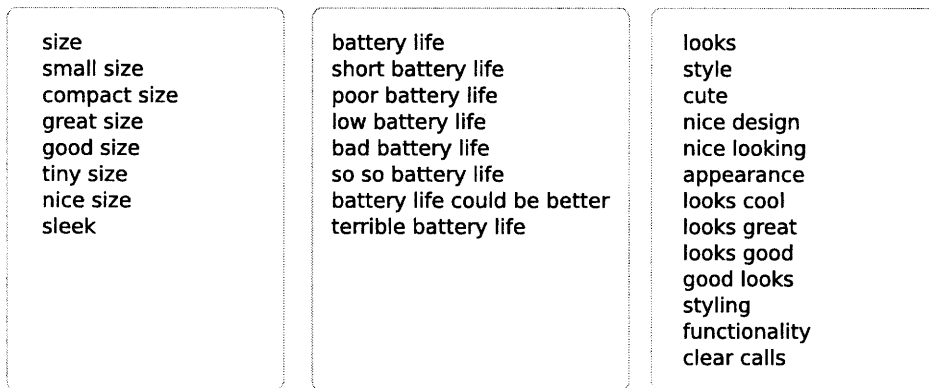 size
small size
compact size
great size
good size
tiny size
nice size
sleek
battery life
short battery life
poor battery life
low battery life
bad battery life
so so battery life
battery life could be better
terrible battery life
looks
style
cute
nice design
nice looking
appearance
looks cool
looks great
looks good
good looks
styling
functionality
clear calls